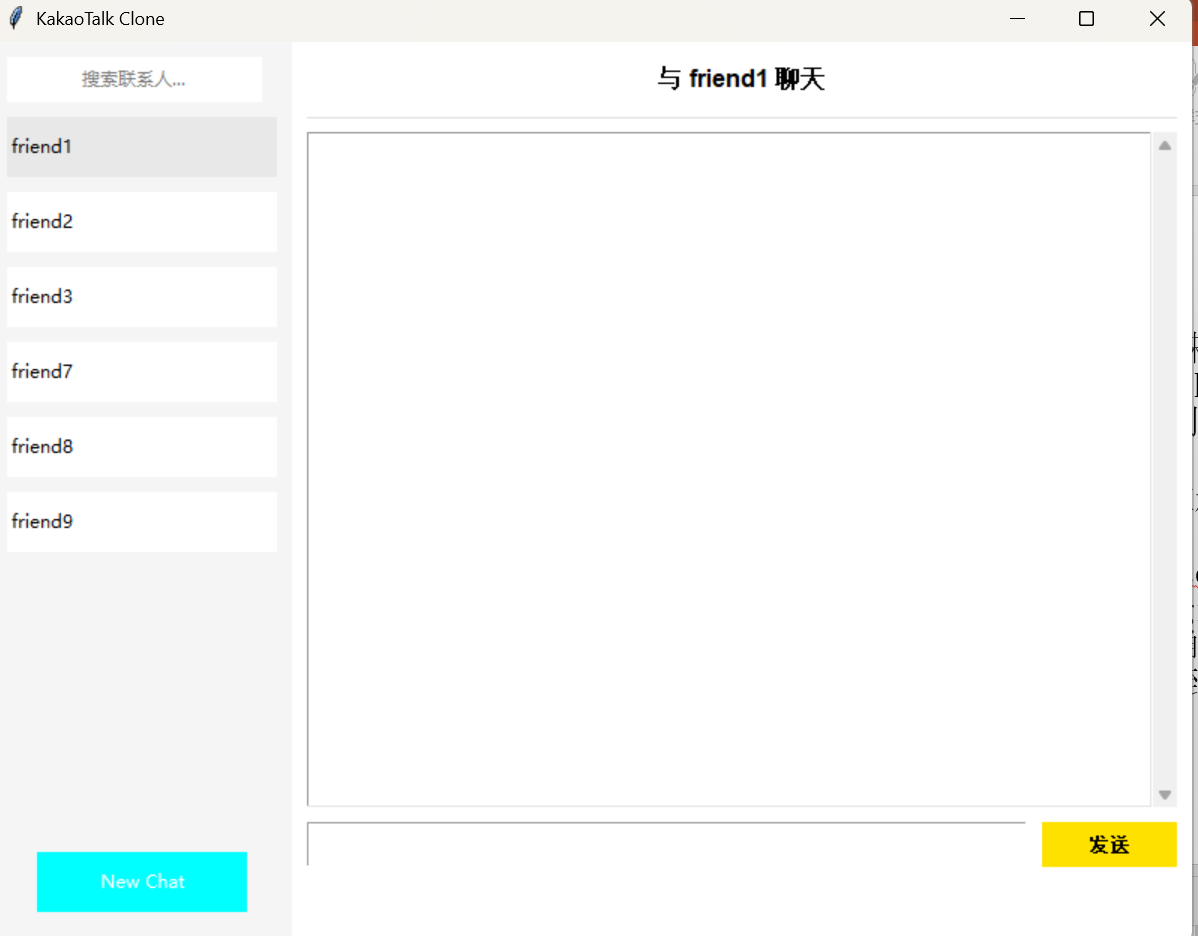 KakaoTalk Clone
搜索联系人...
friend1
friend2
friend3
friend7
friend8
friend9
New Chat
与 friend1 聊天
发送